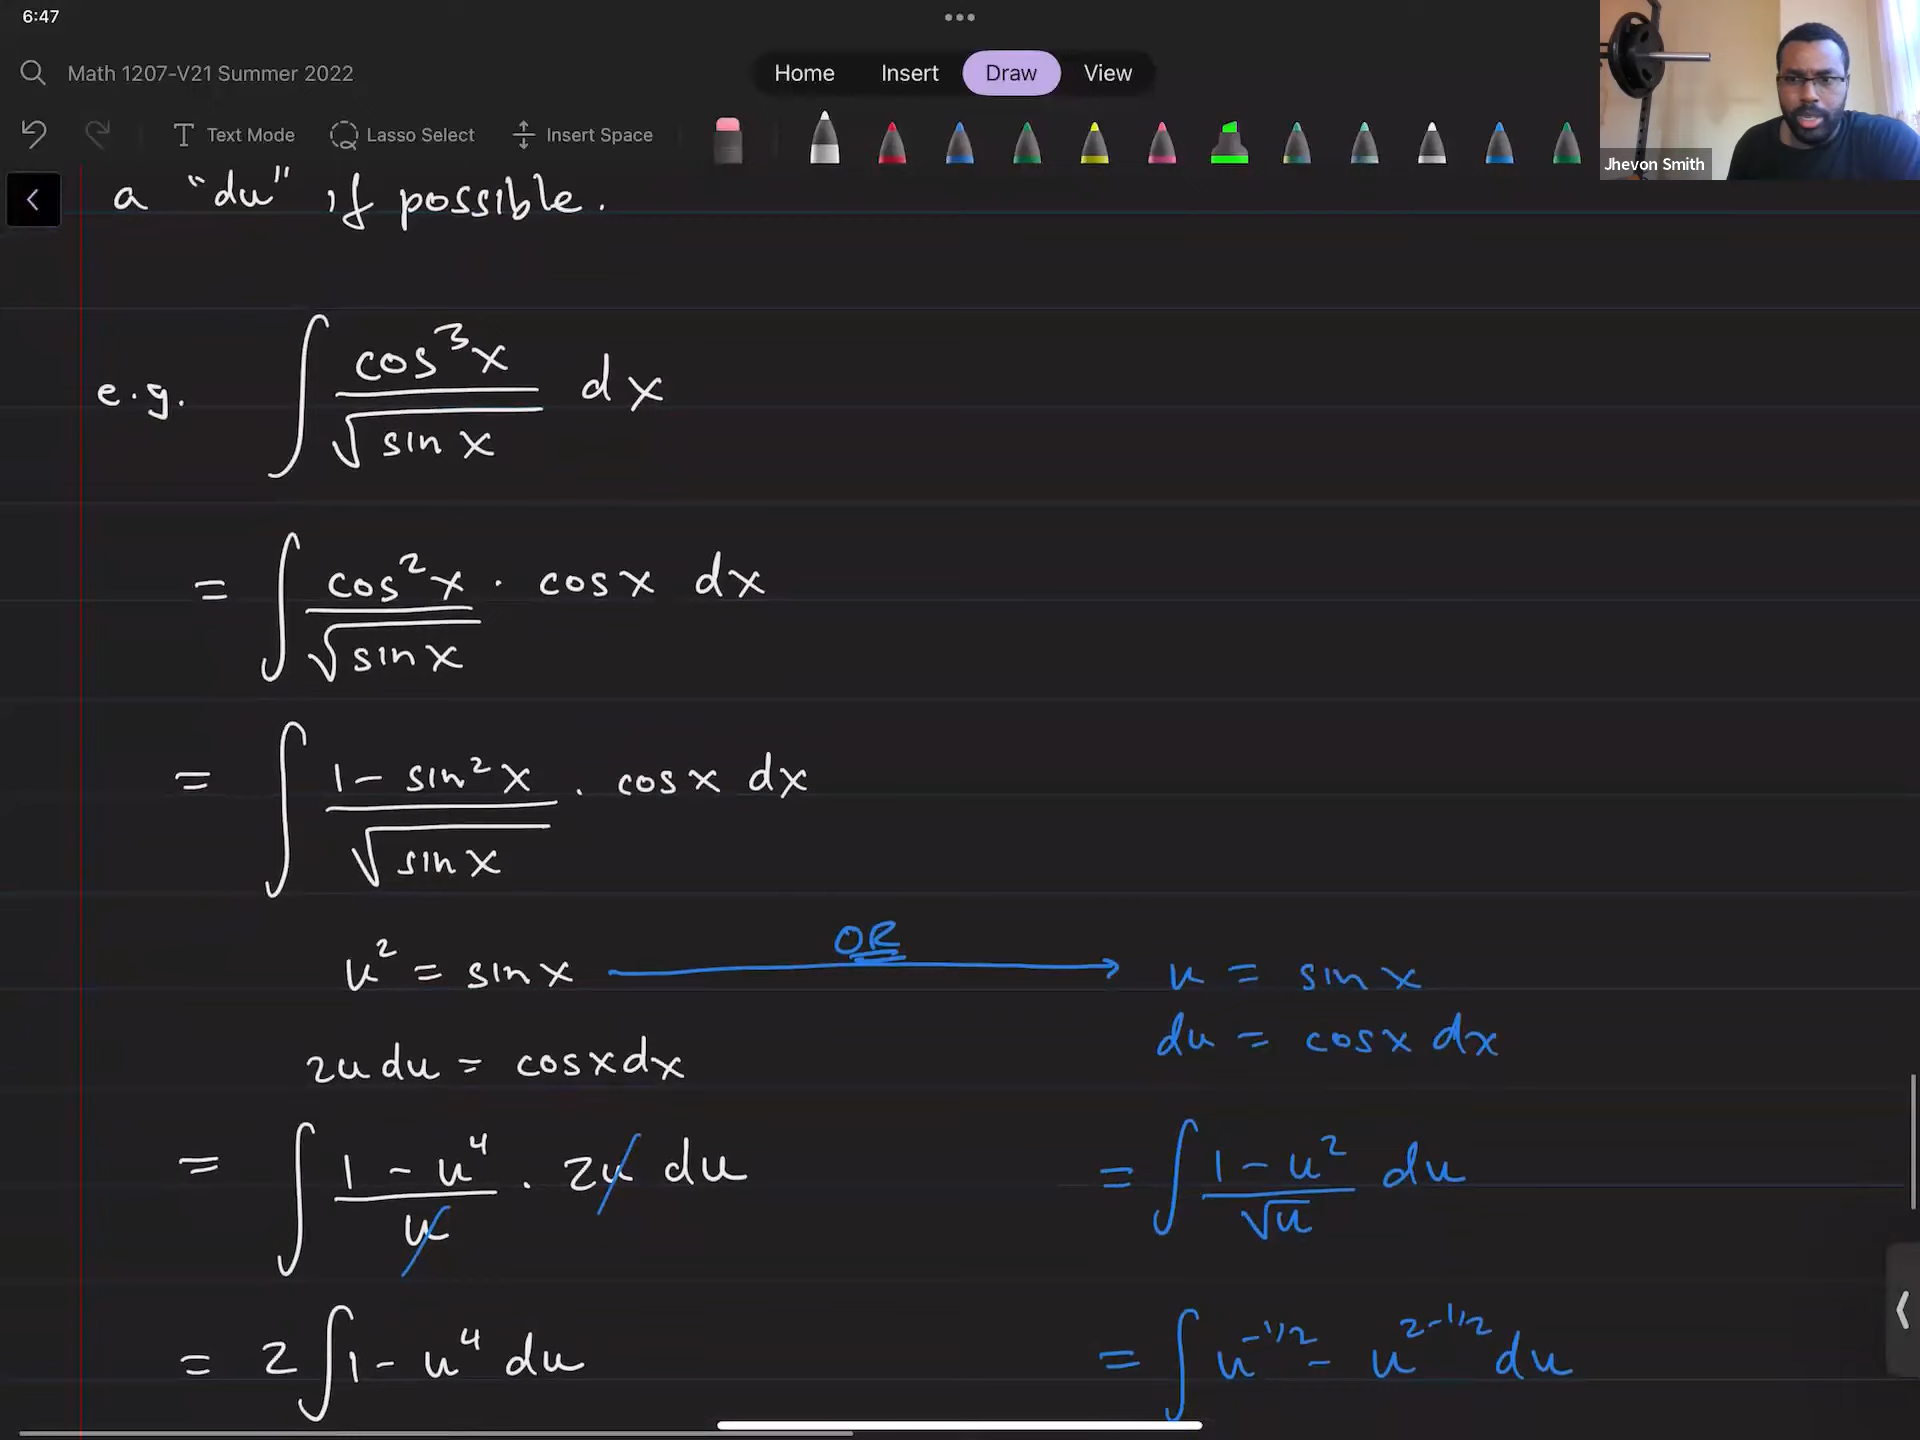 6:47
Math 1207-V21 Summer 2022
Home Insert Draw View
Text Mode Lasso Select Insert Space
Jhevon Smith
a "du" if possible.
e.g. ∫ cos³x / √(sin x) dx
= ∫ cos²x / √(sin x) · cos x dx
= ∫ (1 - sin²x) / √(sin x) · cos x dx
u² = sin x OR → u = sin x
2u du = cos x dx
du = cos x dx
= ∫ (1 - u⁴) / u · 2u du
= ∫ (1 - u²) / √u du
= 2 ∫ 1 - u⁴ du
= ∫ u^(-1/2) - u^(2-1/2) du